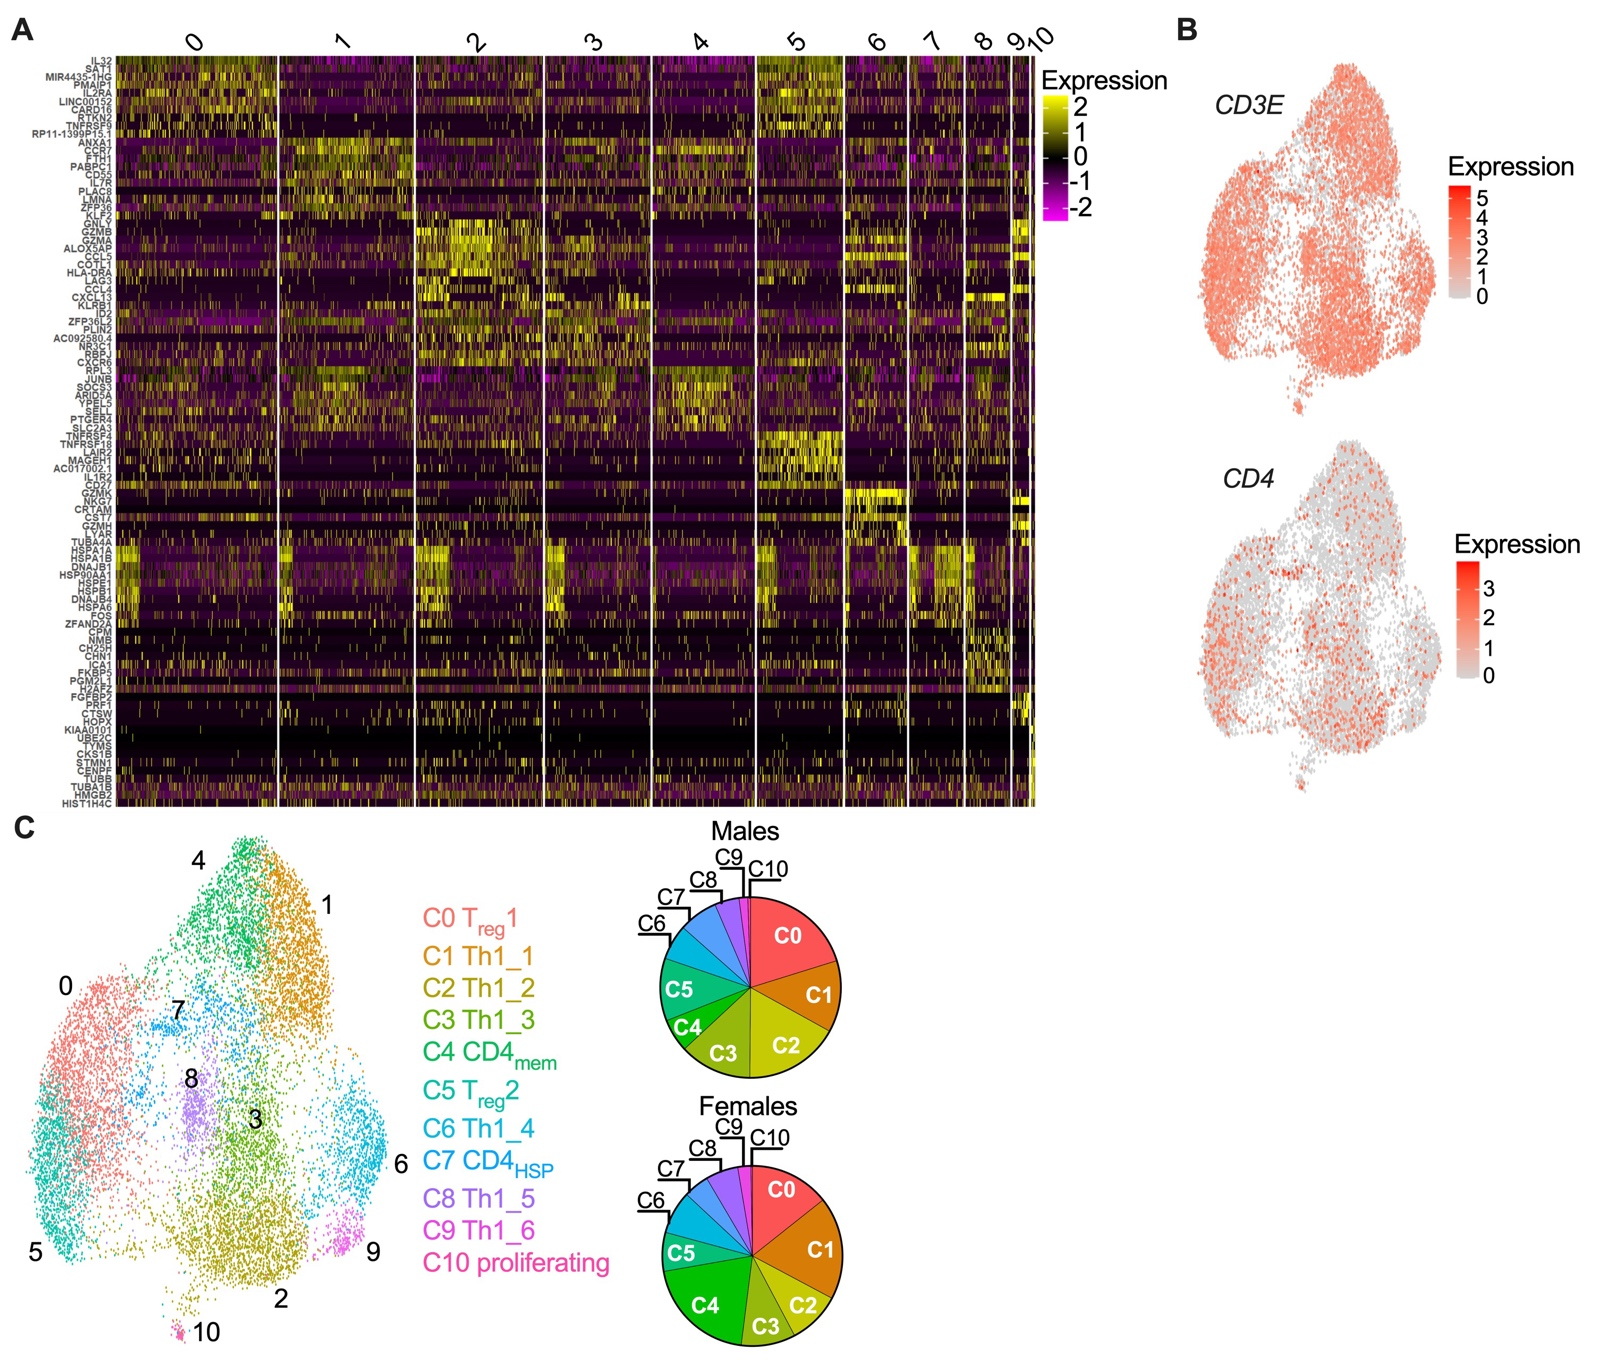 A
0 1 2 3 4 5 6 7 8 9 10
IL32
SAT1
MIR4435-1HG
PMAIP1
IL2RA
LINC00152
CARD16
RTKN2
TNFRSF9
RP11-1399P15.1
ANXA1
CCR7
FTH1
PABPC1
CD55
IL7R
PLAC8
LMNA
ZFP36
KLF2
GNLY
GZMB
GZMA
ALOX5AP
CCL5
COTL1
HLA-DRA
LAG3
CCL4
CXCL13
KLRB1
ID2
ZFP36L2
PLIN2
AC092580.4
NR3C1
RBPJ
CXCR6
RPL3
JUNB
SOCS3
ARID5A
YPEL5
SELL
PTGER4
SLC2A3
TNFRSF4
TNFRSF18
LAIR2
MAGEH1
AC017002.1
IL1R2
CD27
GZMK
NKG7
CRTAM
CST7
GZMH
LYAR
TUBA4A
HSPA1A
HSPA1B
DNAJB1
HSP90AA1
HSPE1
HSPB1
DNAJB4
HSPA6
FOS
ZFAND2A
CPM
NMB
CH25H
CHN1
ICA1
FKBP5
PGM2L1
H2AFZ
FGFBP2
PRF1
CTSW
HOPX
KIAA0101
UBE2C
TYMS
CKS1B
STMN1
CENPF
TUBB
TUBA1B
HMGB2
HIST1H4C
Expression
2
1
0
-1
-2
B
CD3E
Expression
5
4
3
2
1
0
CD4
Expression
3
2
1
0
C
4
1
0
7
8
3
6
5
9
2
10
C0 Treg1
C1 Th1_1
C2 Th1_2
C3 Th1_3
C4 CD4mem
C5 Treg2
C6 Th1_4
C7 CD4HSP
C8 Th1_5
C9 Th1_6
C10 proliferating
Males
C9
C10
C8
C7
C6
C0
C5
C1
C4
C3
C2
Females
C9
C10
C8
C7
C6
C0
C5
C1
C4
C2
C3